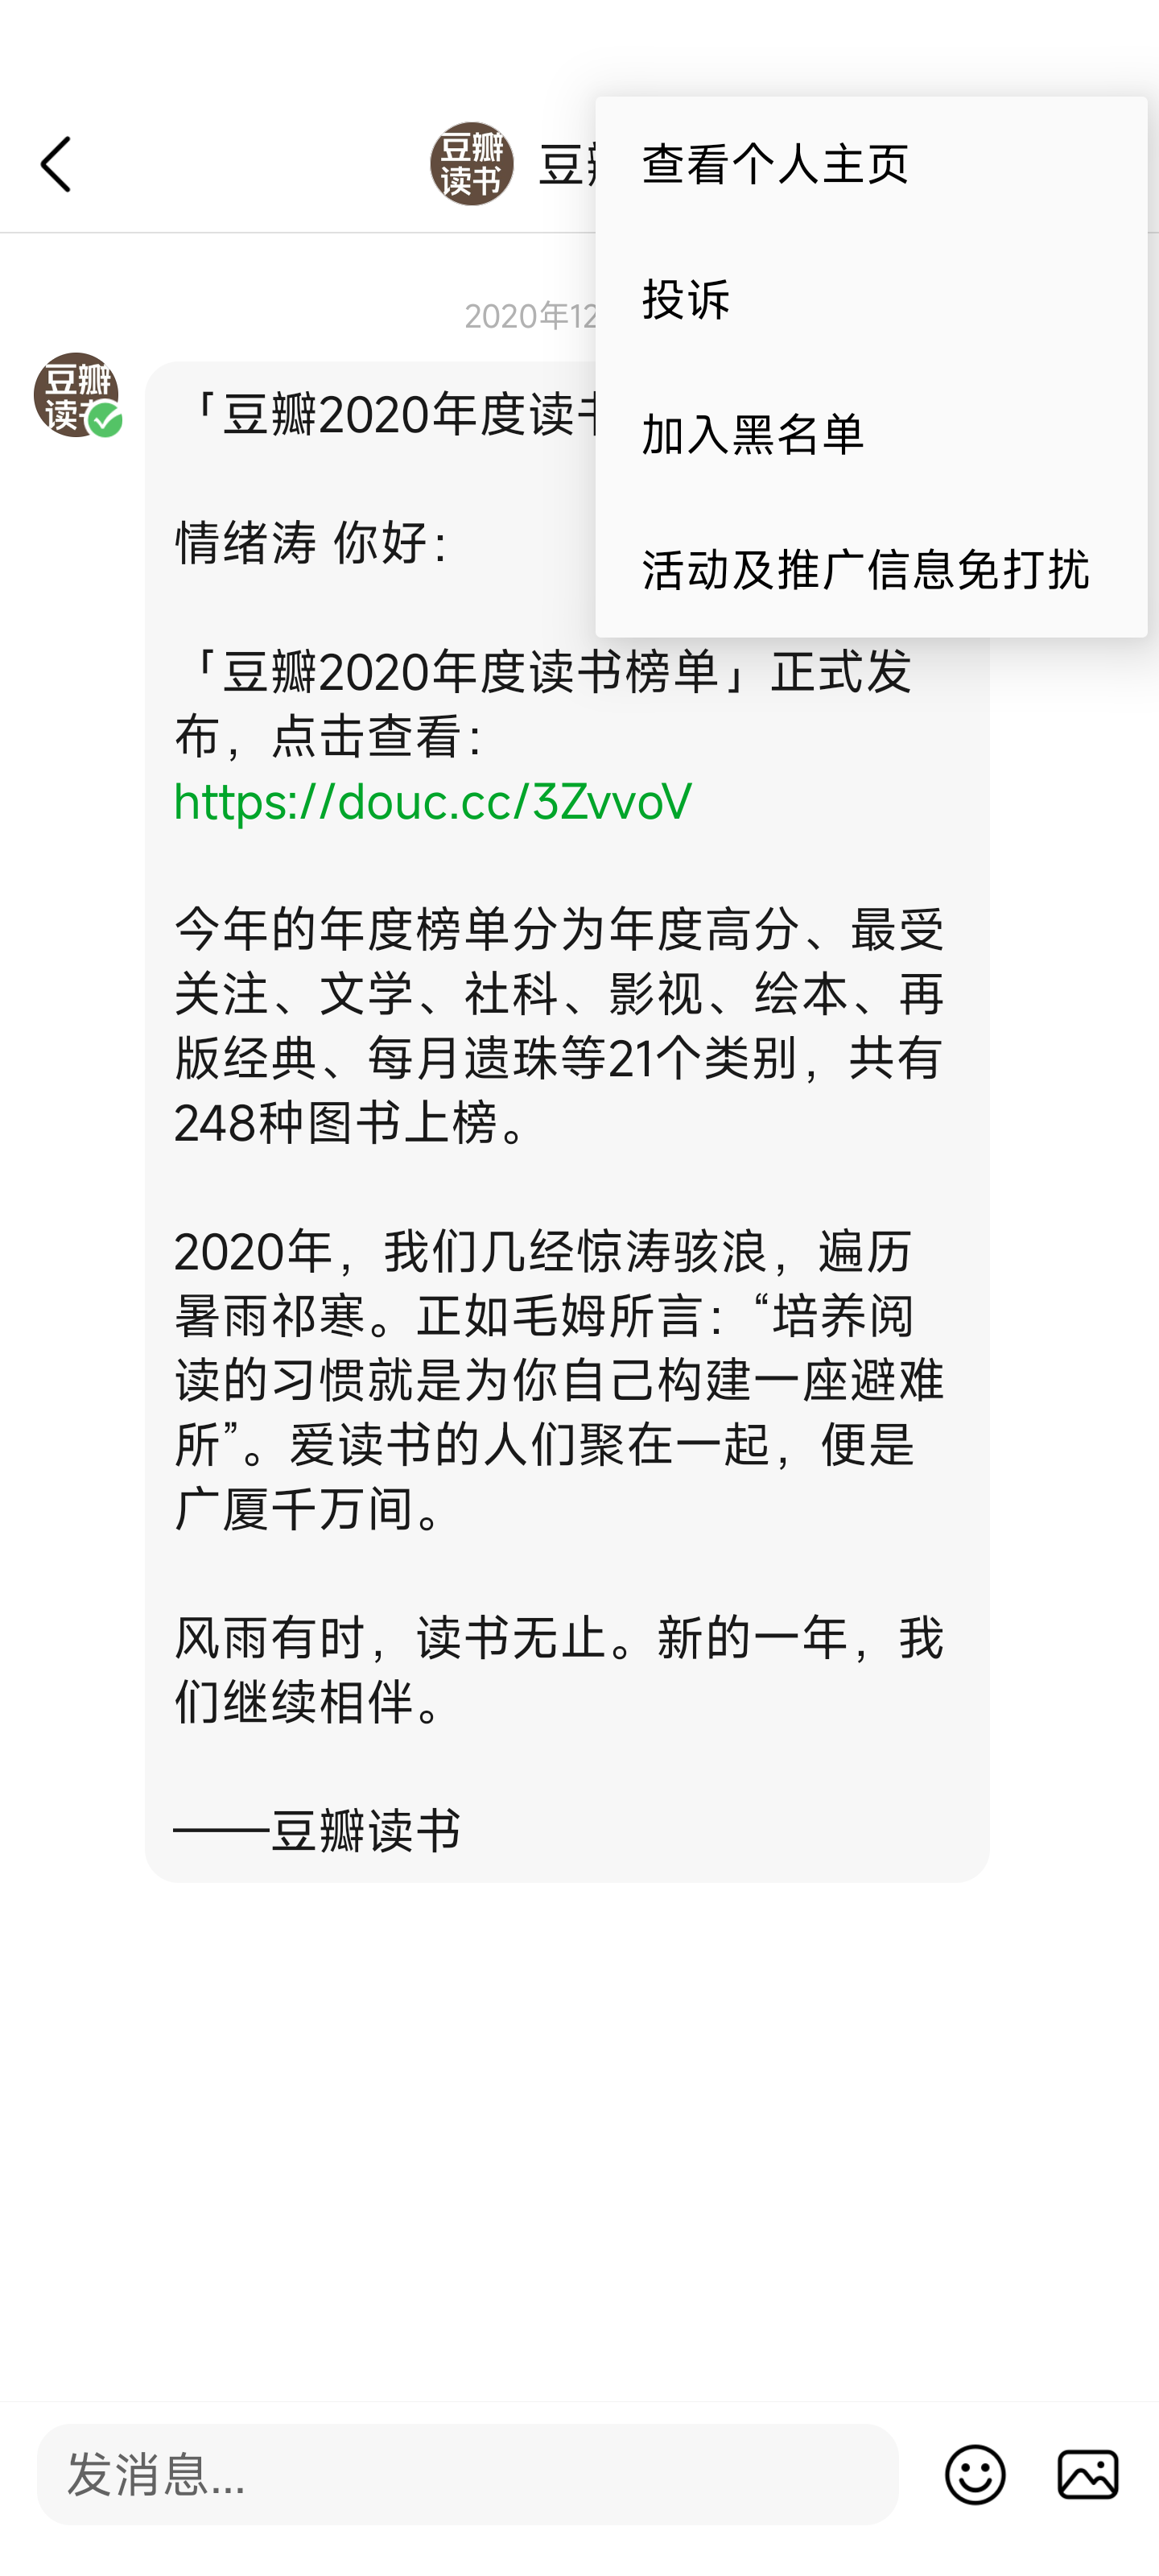 豆瓣
读书
豆
查看个人主页
投诉
加入黑名单
活动及推广信息免打扰
2020年12
豆瓣
读
「豆瓣2020年度读
情绪涛 你好：
「豆瓣2020年度读书榜单」正式发
布，点击查看：
https://douc.cc/3ZvvoV
今年的年度榜单分为年度高分、最受
关注、文学、社科、影视、绘本、再
版经典、每月遗珠等21个类别，共有
248种图书上榜。
2020年，我们几经惊涛骇浪，遍历
暑雨祁寒。正如毛姆所言：“培养阅
读的习惯就是为你自己构建一座避难
所”。爱读书的人们聚在一起，便是
广厦千万间。
风雨有时，读书无止。新的一年，我
们继续相伴。
——豆瓣读书
发消息...